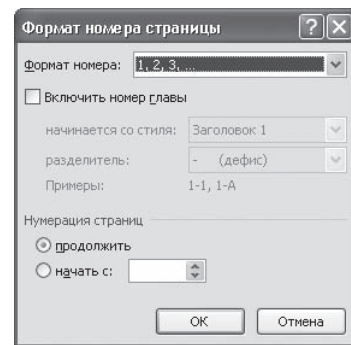 Формат номера страницы
Формат номера: 1, 2, 3, ...
Включить номер главы
начинается со стиля: Заголовок 1
разделитель: - (дефис)
Примеры: 1-1, 1-A
Нумерация страниц
продолжить
начать с:
ОК Отмена